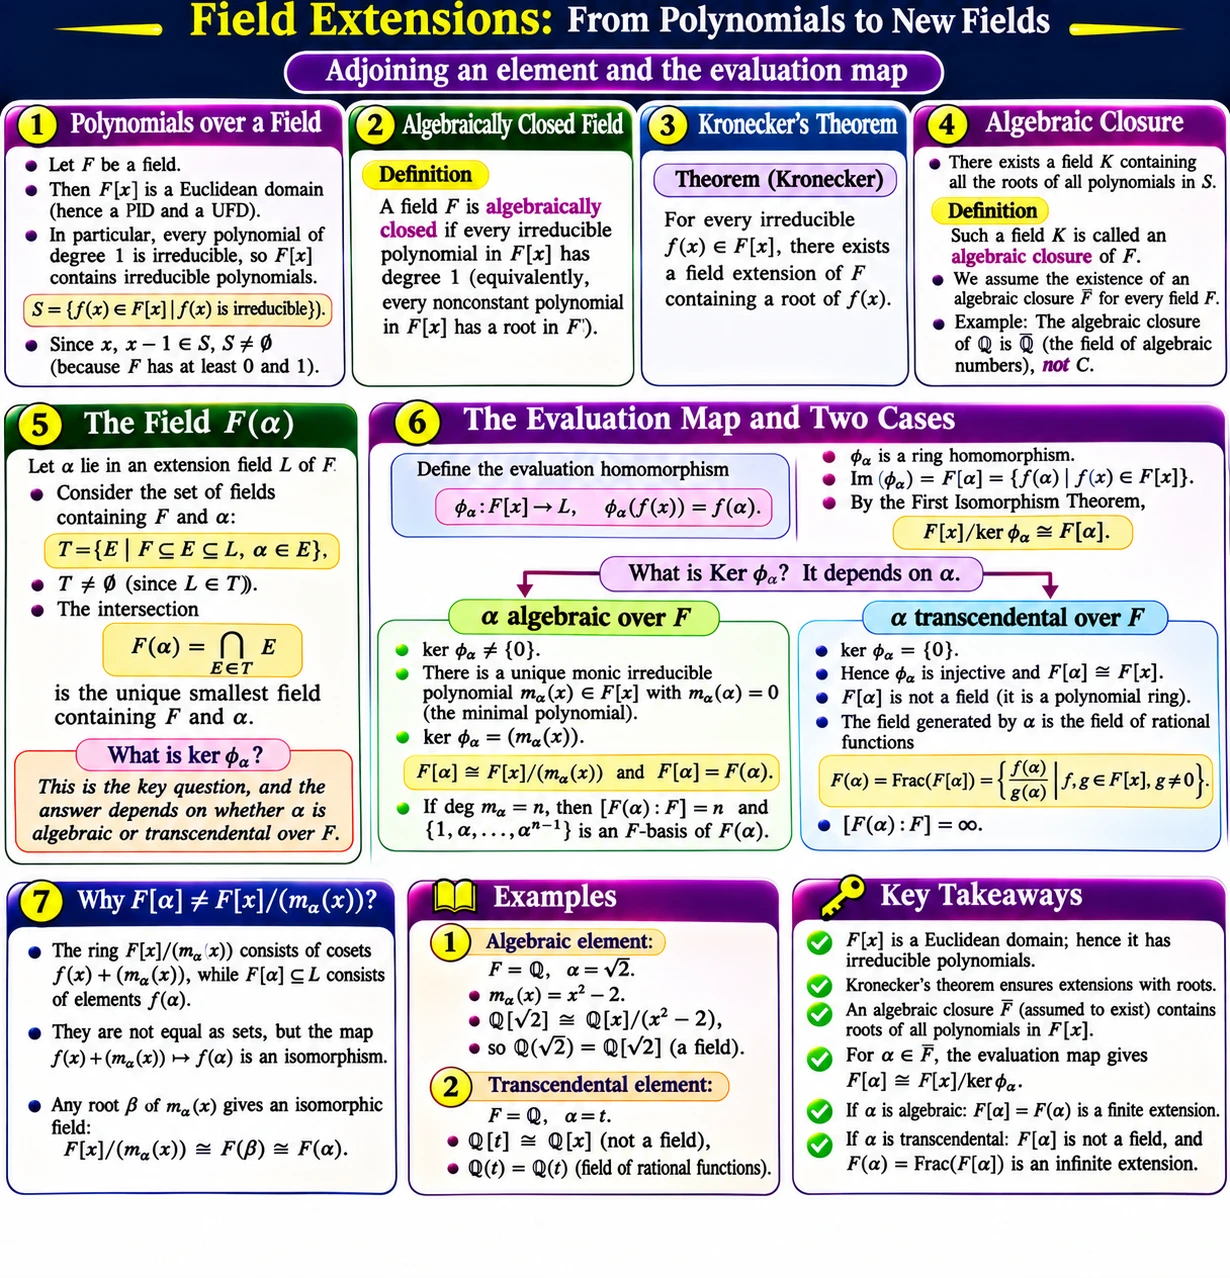 Field Extensions: From Polynomials to New Fields
Adjoining an element and the evaluation map
1 Polynomials over a Field
• Let F be a field.
• Then F[x] is a Euclidean domain
(hence a PID and a UFD).
• In particular, every polynomial of
degree 1 is irreducible, so F[x]
contains irreducible polynomials.
S = {f(x) ∈ F[x] | f(x) is irreducible}).
• Since x, x − 1 ∈ S, S ≠ ∅
(because F has at least 0 and 1).
2 Algebraically Closed Field
Definition
A field F is algebraically
closed if every irreducible
polynomial in F[x] has
degree 1 (equivalently,
every nonconstant polynomial
in F[x] has a root in F).
3 Kronecker's Theorem
Theorem (Kronecker)
For every irreducible
f(x) ∈ F[x], there exists
a field extension of F
containing a root of f(x).
4 Algebraic Closure
• There exists a field K containing
all the roots of all polynomials in S.
Definition
Such a field K is called an
algebraic closure of F.
• We assume the existence of an
algebraic closure F̅ for every field F.
• Example: The algebraic closure
of ℚ is ℚ̅ (the field of algebraic
numbers), not C.
5 The Field F(α)
Let α lie in an extension field L of F.
• Consider the set of fields
containing F and α:
T = {E | F ⊆ E ⊆ L, α ∈ E},
• T ≠ ∅ (since L ∈ T)).
• The intersection
F(α) = ⋂ E
E∈T
is the unique smallest field
containing F and α.
What is ker ϕα?
This is the key question, and the
answer depends on whether α is
algebraic or transcendental over F.
6 The Evaluation Map and Two Cases
Define the evaluation homomorphism
ϕα : F[x] → L, ϕα(f(x)) = f(α).
• ϕα is a ring homomorphism.
• Im (ϕα) = F[α] = {f(α) | f(x) ∈ F[x]}.
• By the First Isomorphism Theorem,
F[x]/ker ϕα ≅ F[α].
What is Ker ϕα? It depends on α.
α algebraic over F
• ker ϕα ≠ {0}.
• There is a unique monic irreducible
polynomial mα(x) ∈ F[x] with mα(α) = 0
(the minimal polynomial).
• ker ϕα = (mα(x)).
F[α] ≅ F[x]/(mα(x)) and F[α] = F(α).
• If deg mα = n, then [F(α) : F] = n and
{1, α, . . . , αⁿ⁻¹} is an F-basis of F(α).
α transcendental over F
• ker ϕα = {0}.
• Hence ϕα is injective and F[α] ≅ F[x].
• F[α] is not a field (it is a polynomial ring).
• The field generated by α is the field of rational
functions
F(α) = Frac(F[α]) = { f(α)/g(α) | f, g ∈ F[x], g ≠ 0 }.
• [F(α) : F] = ∞.
7 Why F[α] ≠ F[x]/(mα(x))?
• The ring F[x]/(mα(x)) consists of cosets
f(x) + (mα(x)), while F[α] ⊆ L consists
of elements f(α).
• They are not equal as sets, but the map
f(x) + (mα(x)) ↦ f(α) is an isomorphism.
• Any root β of mα(x) gives an isomorphic
field:
F[x]/(mα(x)) ≅ F(β) ≅ F(α).
Examples
1 Algebraic element:
F = ℚ, α = √2.
• mα(x) = x² − 2.
• ℚ[√2] ≅ ℚ[x]/(x² − 2),
• so ℚ(√2) = ℚ[√2] (a field).
2 Transcendental element:
F = ℚ, α = t.
• ℚ[t] ≅ ℚ[x] (not a field),
• ℚ(t) = ℚ(t) (field of rational functions).
Key Takeaways
F[x] is a Euclidean domain; hence it has
irreducible polynomials.
Kronecker's theorem ensures extensions with roots.
An algebraic closure F̅ (assumed to exist) contains
roots of all polynomials in F[x].
For α ∈ F̅, the evaluation map gives
F[α] ≅ F[x]/ker ϕα.
If α is algebraic: F[α] = F(α) is a finite extension.
If α is transcendental: F[α] is not a field, and
F(α) = Frac(F[α]) is an infinite extension.